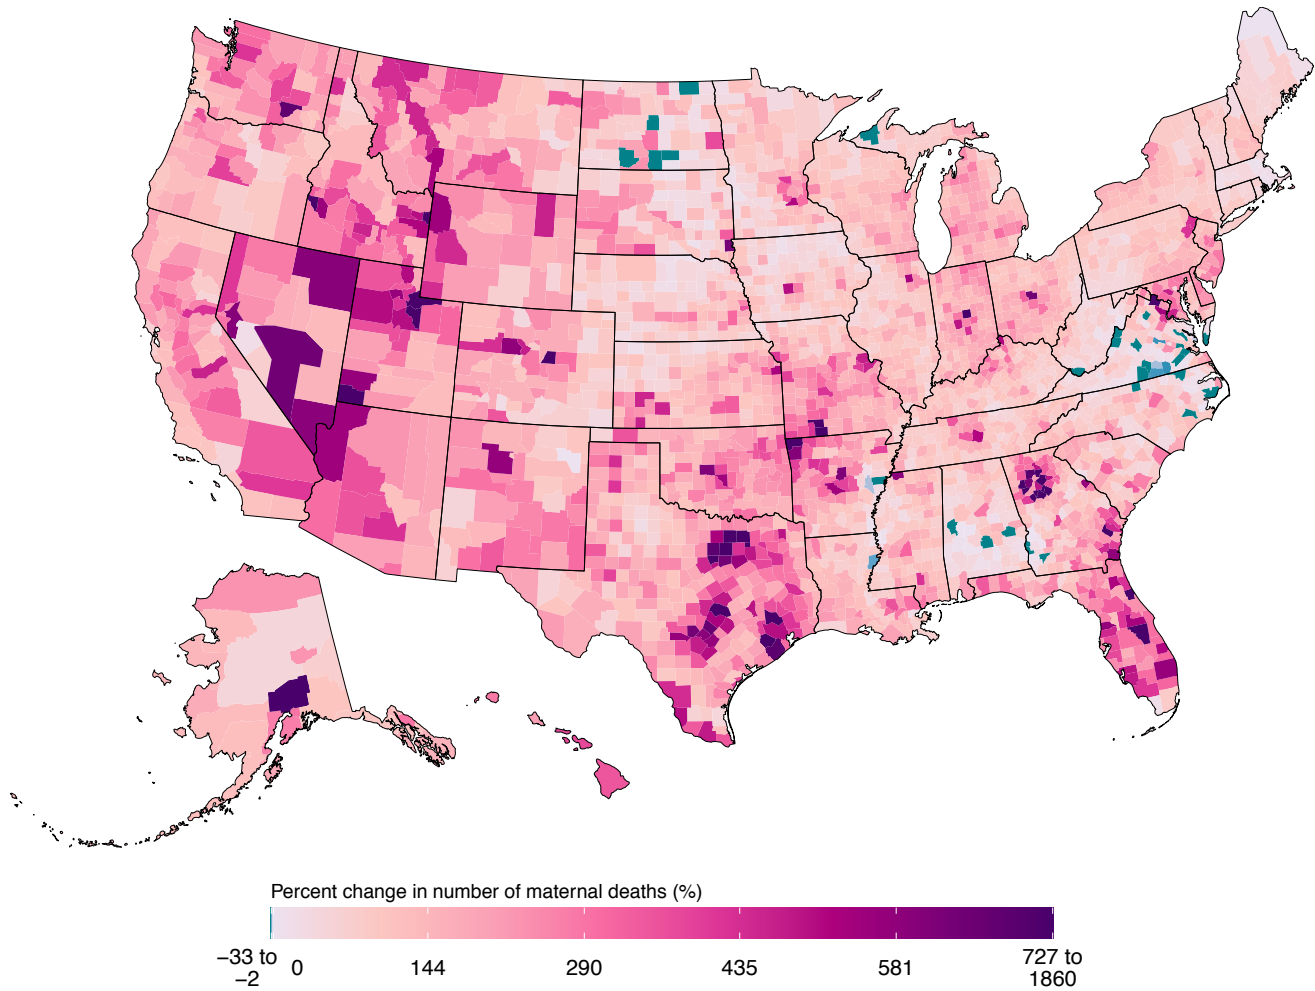 Percent change in number of maternal deaths (%)
−33 to
−2
0
144
290
435
581
727 to
1860